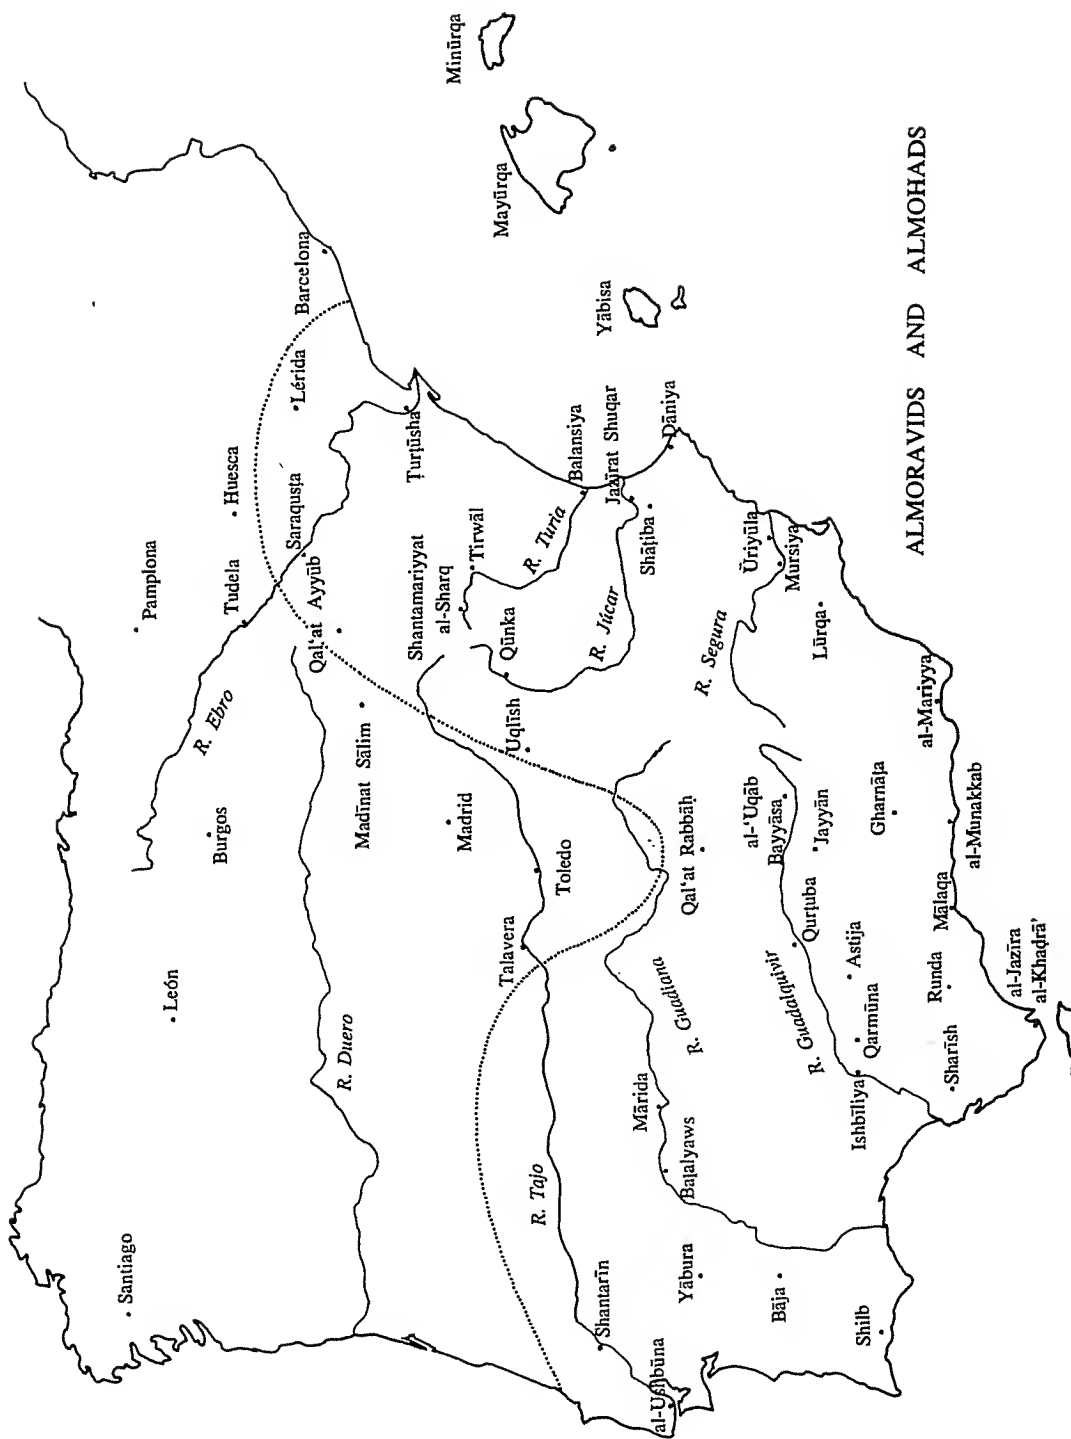 Minūrqa
Mayūrqa
Yābisa
Barcelona
Lérida
Huesca
Pamplona
Saraqusta
Tudela
Qal‘at Ayyūb
R. Ebro
Burgos
León
Santiago
R. Duero
Madīnat Sālim
Madrid
Ṭurṭūsha
Shantamariyyat
al-Sharq
Tirwāl
R. Turia
Balansiya
Jazīrat Shuqar
Dāniya
Shāṭiba
Qūnka
R. Júcar
Uqlīsh
Toledo
Talavera
R. Tajo
Shantarīn
al-Ushbūna
Qal‘at Rabbāḥ
R. Guadiana
Mārida
Baṭalyaws
Yābura
Bāja
Shilb
R. Segura
Ūriyūla
Mursiya
Lūrqa
al-Mariyya
al-‘Uqāb
Bayyāsa
Jayyān
Gharnāṭa
al-Munakkab
Qurṭuba
R. Guadalquivir
Astija
Mālaqa
Runda
Qarmūna
Ishbīliya
Sharīsh
al-Jazīra
al-Khaḍrā’
ALMORAVIDS AND ALMOHADS